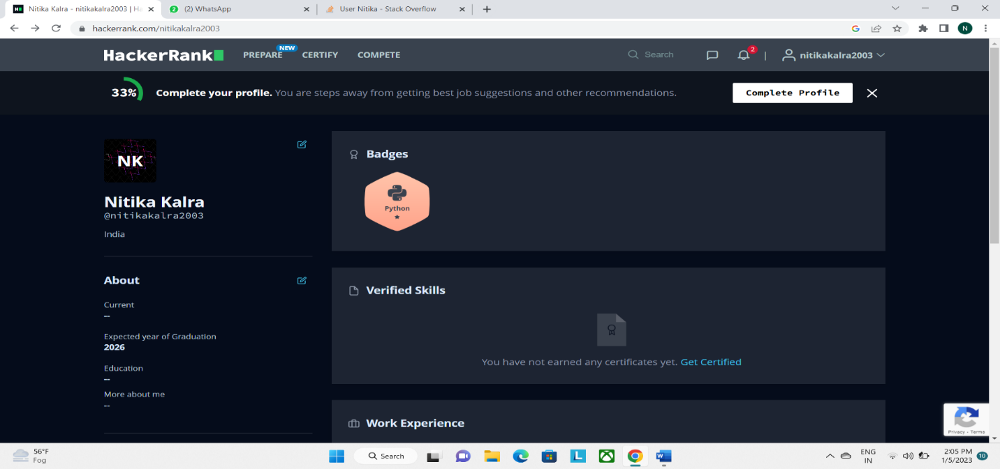 Nitika Kalra - nitikakalra2003 | Ha
(2) WhatsApp
User Nitika - Stack Overflow
hackerrank.com/nitikakalra2003
N
HackerRank
PREPARE
NEW
CERTIFY
COMPETE
Search
2
nitikakalra2003
33%
Complete your profile. You are steps away from getting best job suggestions and other recommendations.
Complete Profile
NK
Nitika Kalra
@nitikakalra2003
India
About
Current
--
Expected year of Graduation
2026
Education
--
More about me
--
Badges
Python
Verified Skills
You have not earned any certificates yet. Get Certified
Work Experience
Privacy - Terms
56°F
Fog
Search
ENG
IN
2:05 PM
1/5/2023
10